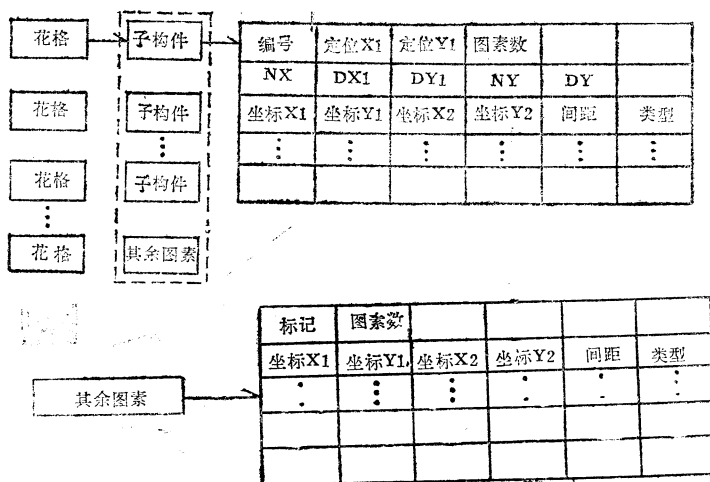 花格 子构件 编号 定位X1 定位Y1 图素数
NX DX1 DY1 NY DY
花格 子构件 坐标X1 坐标Y1 坐标X2 坐标Y2 间距 类型
花格 子构件
花格 其余图素
标记 图素数
坐标X1 坐标Y1 坐标X2 坐标Y2 间距 类型
其余图素